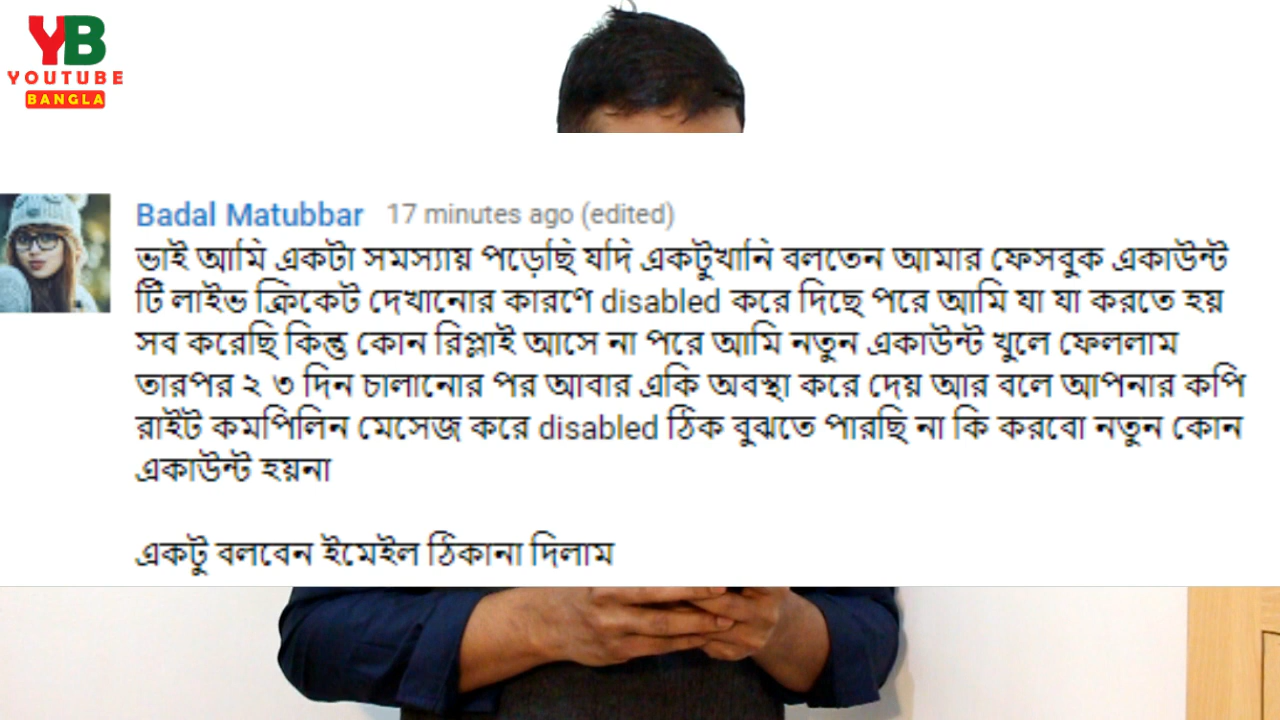 YB
YOUTUBE
BANGLA
Badal Matubbar 17 minutes ago (edited)
ভাই আমি একটা সমস্যায় পড়েছি যদি একটুখানি বলতেন আমার ফেসবুক একাউন্ট
টি লাইভ ক্রিকেট দেখানোর কারণে disabled করে দিছে পরে আমি যা যা করতে হয়
সব করেছি কিন্তু কোন রিপ্লাই আসে না পরে আমি নতুন একাউন্ট খুলে ফেললাম
তারপর ২ ৩ দিন চালানোর পর আবার একি অবস্থা করে দেয় আর বলে আপনার কপি
রাইট কমপিলিন মেসেজ করে disabled ঠিক বুঝতে পারছি না কি করবো নতুন কোন
একাউন্ট হয়না
একটু বলবেন ইমেইল ঠিকানা দিলাম